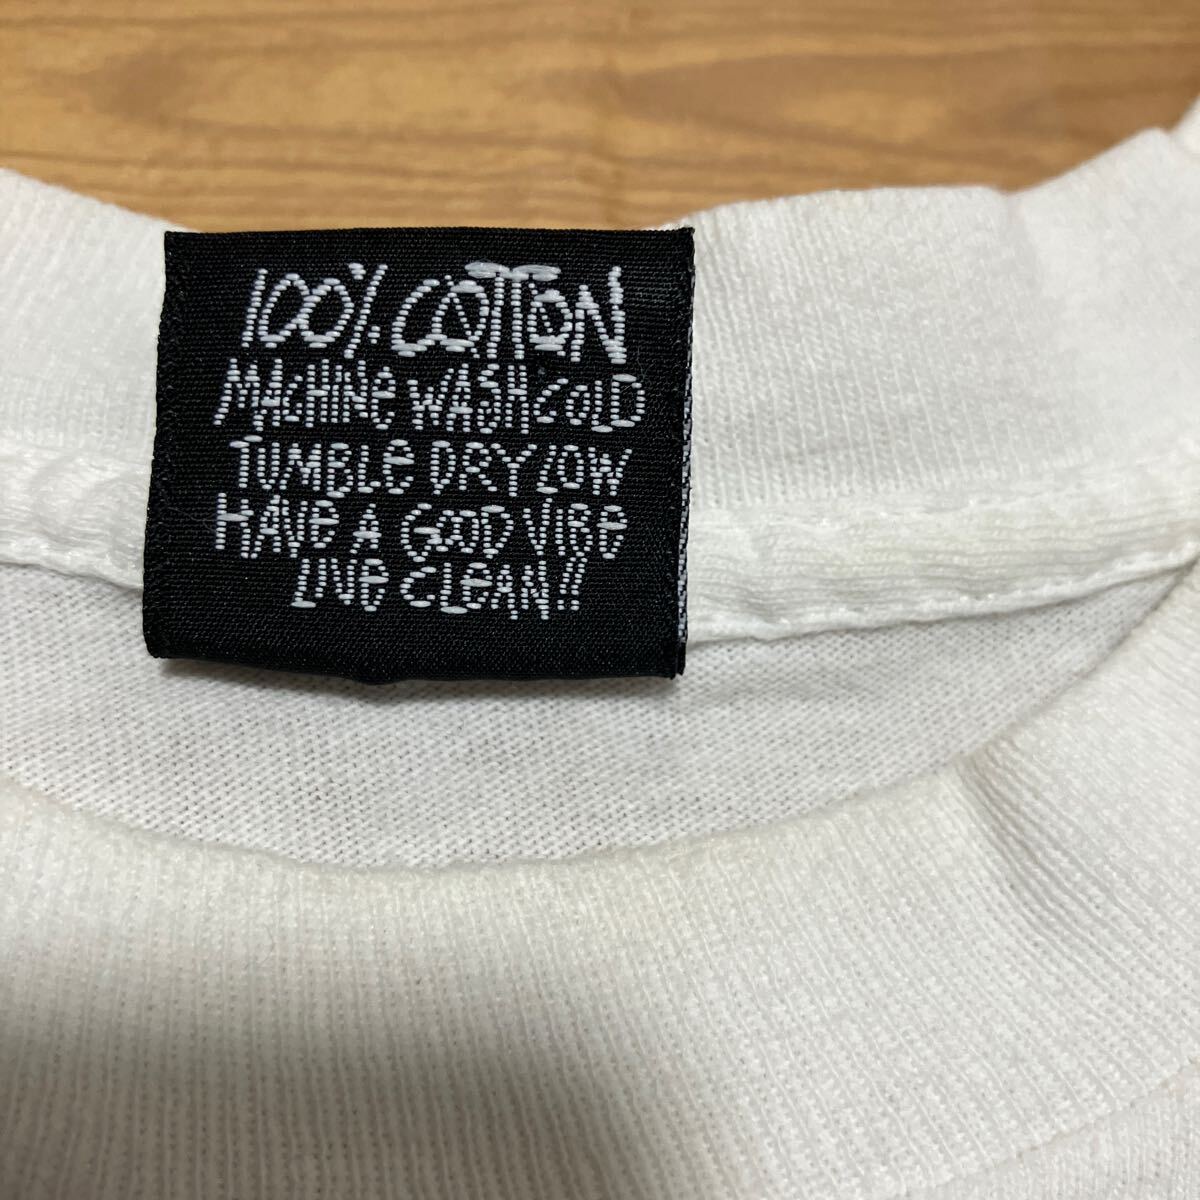 100% COTTON
MACHINE WASH COLD
TUMBLE DRY LOW
HAVE A GOOD VIBE
LIVE CLEAN!!